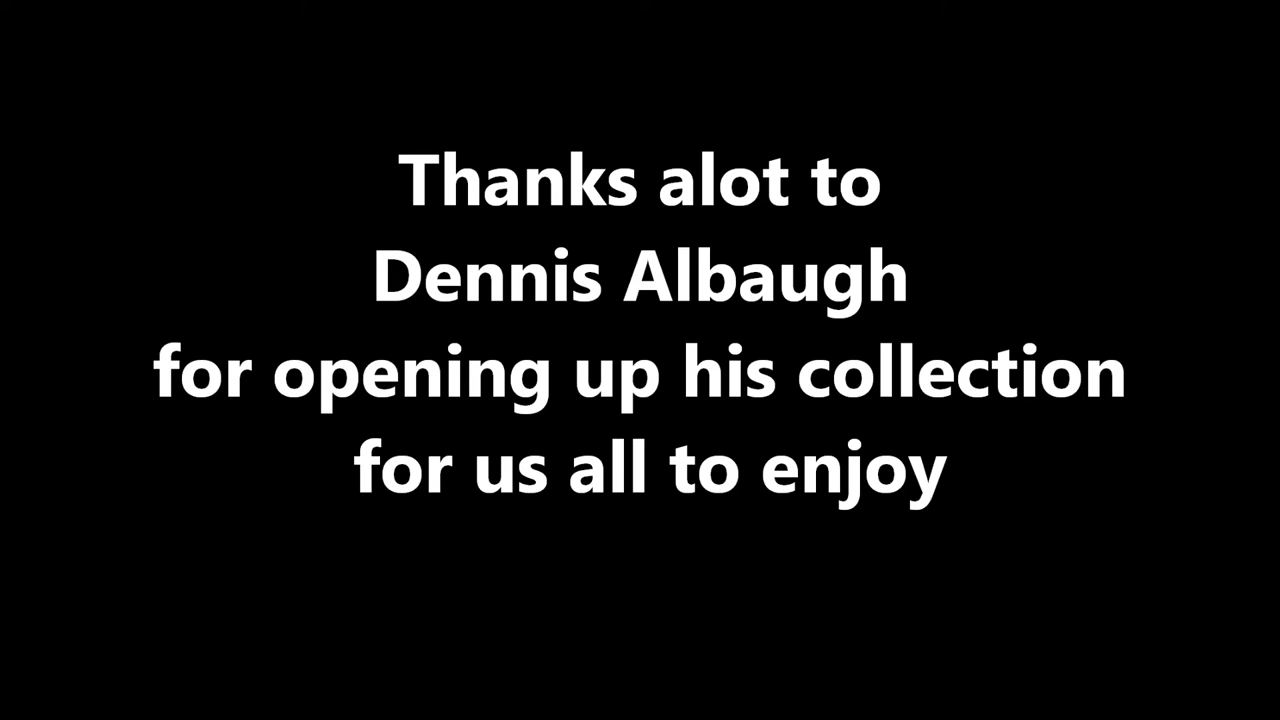 Thanks alot to
Dennis Albaugh
for opening up his collection
for us all to enjoy